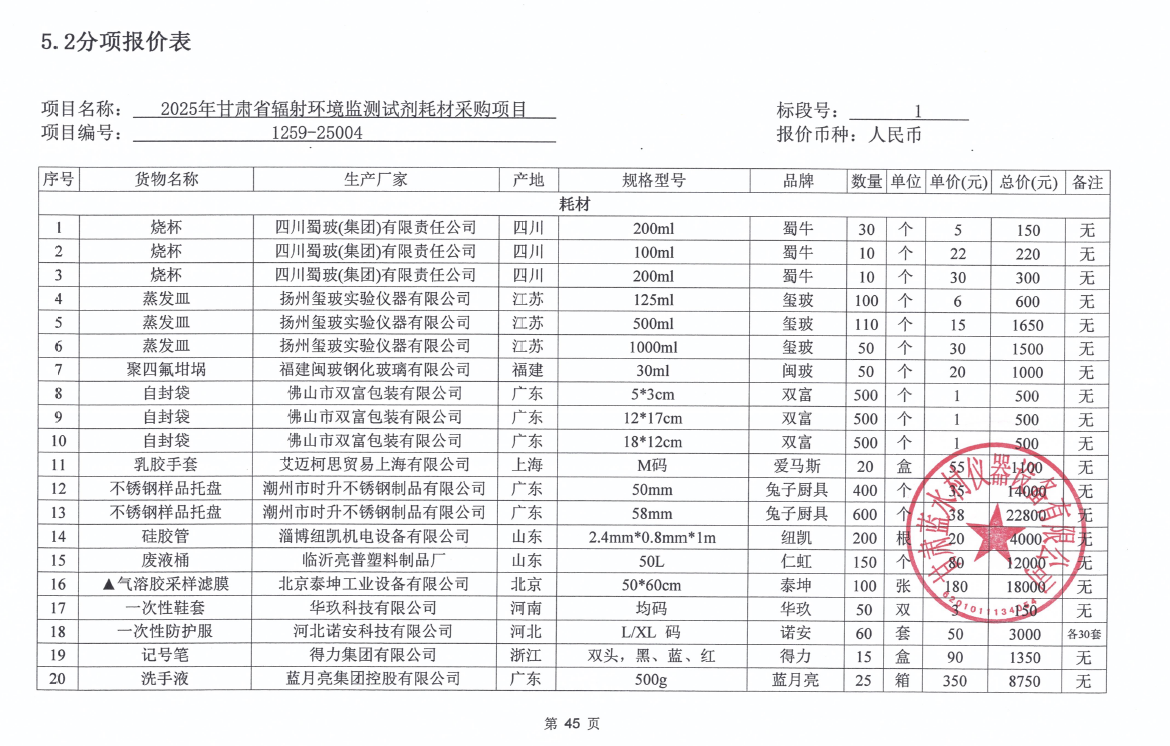 5.2分项报价表
项目名称： 2025年甘肃省辐射环境监测试剂耗材采购项目 标段号： 1
项目编号： 1259-25004 报价币种：人民币
序号 货物名称 生产厂家 产地 规格型号 品牌 数量 单位 单价(元) 总价(元) 备注
耗材
1 烧杯 四川蜀玻(集团)有限责任公司 四川 200ml 蜀牛 30 个 5 150 无
2 烧杯 四川蜀玻(集团)有限责任公司 四川 100ml 蜀牛 10 个 22 220 无
3 烧杯 四川蜀玻(集团)有限责任公司 四川 200ml 蜀牛 10 个 30 300 无
4 蒸发皿 扬州玺玻实验仪器有限公司 江苏 125ml 玺玻 100 个 6 600 无
5 蒸发皿 扬州玺玻实验仪器有限公司 江苏 500ml 玺玻 110 个 15 1650 无
6 蒸发皿 扬州玺玻实验仪器有限公司 江苏 1000ml 玺玻 50 个 30 1500 无
7 聚四氟坩埚 福建闽玻钢化玻璃有限公司 福建 30ml 闽玻 50 个 20 1000 无
8 自封袋 佛山市双富包装有限公司 广东 5*3cm 双富 500 个 1 500 无
9 自封袋 佛山市双富包装有限公司 广东 12*17cm 双富 500 个 1 500 无
10 自封袋 佛山市双富包装有限公司 广东 18*12cm 双富 500 个 1 500 无
11 乳胶手套 艾迈柯思贸易上海有限公司 上海 M码 爱马斯 20 盒 55 1100 无
12 不锈钢样品托盘 潮州市时升不锈钢制品有限公司 广东 50mm 兔子厨具 400 个 35 14000 无
13 不锈钢样品托盘 潮州市时升不锈钢制品有限公司 广东 58mm 兔子厨具 600 个 38 22800 无
14 硅胶管 淄博纽凯机电设备有限公司 山东 2.4mm*0.8mm*1m 纽凯 200 根 20 4000 无
15 废液桶 临沂亮普塑料制品厂 山东 50L 仁虹 150 个 80 12000 无
16 ▲气溶胶采样滤膜 北京泰坤工业设备有限公司 北京 50*60cm 泰坤 100 张 180 18000 无
17 一次性鞋套 华玖科技有限公司 河南 均码 华玖 50 双 3 150 无
18 一次性防护服 河北诺安科技有限公司 河北 L/XL 码 诺安 60 套 50 3000 各30套
19 记号笔 得力集团有限公司 浙江 双头，黑、蓝、红 得力 15 盒 90 1350 无
20 洗手液 蓝月亮集团控股有限公司 广东 500g 蓝月亮 25 箱 350 8750 无
甘肃蓝水树仪器设备有限公司
第 45 页